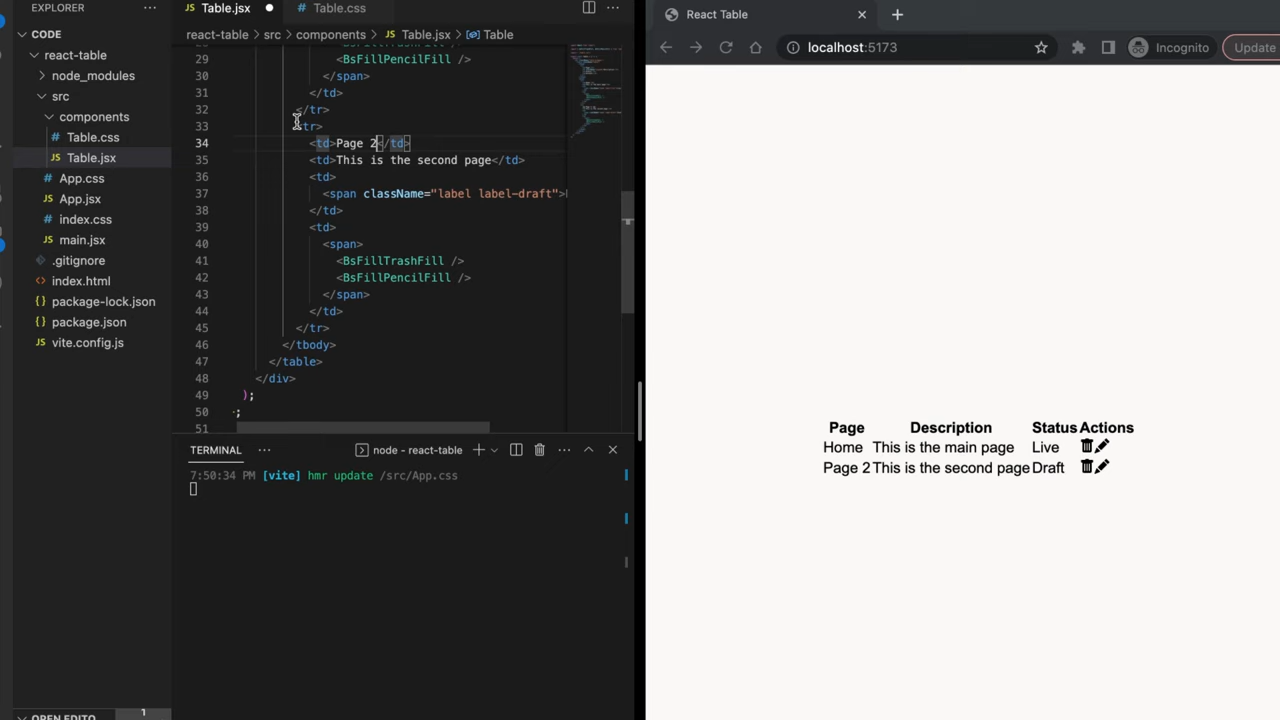 EXPLORER
CODE
react-table
node_modules
src
components
Table.css
Table.jsx
App.css
App.jsx
index.css
main.jsx
.gitignore
index.html
package-lock.json
package.json
vite.config.js
Table.jsx
Table.css
react-table > src > components > Table.jsx > Table
29 <BsFillPencilFill />
30 </span>
31 </td>
32 </tr>
33 tr>
34 <td>Page 2</td>
35 <td>This is the second page</td>
36 <td>
37 <span className="label label-draft">
38 </td>
39 <td>
40 <span>
41 <BsFillTrashFill />
42 <BsFillPencilFill />
43 </span>
44 </td>
45 </tr>
46 </tbody>
47 </table>
48 </div>
49 );
50 ;
51
TERMINAL
node - react-table
7:50:34 PM [vite] hmr update /src/App.css
1
React Table
localhost:5173
Incognito
Update
Page Description Status Actions
Home This is the main page Live
Page 2 This is the second page Draft